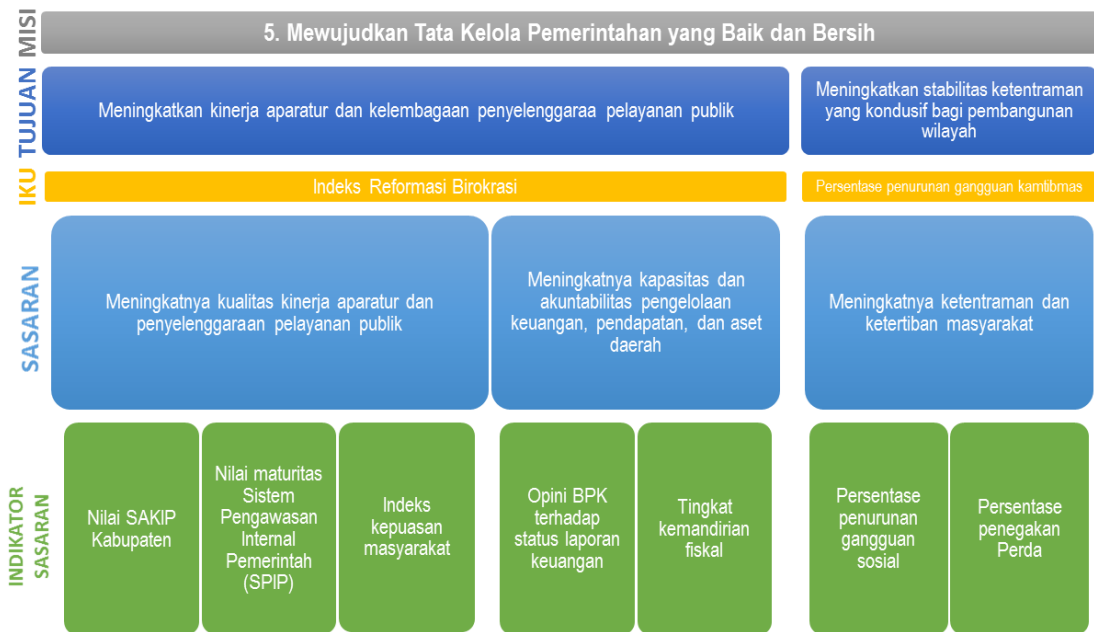 MISI
5. Mewujudkan Tata Kelola Pemerintahan yang Baik dan Bersih
TUJUAN
Meningkatkan kinerja aparatur dan kelembagaan penyelenggaraa pelayanan publik
Meningkatkan stabilitas ketentraman
yang kondusif bagi pembangunan
wilayah
IKU
Indeks Reformasi Birokrasi
Persentase penurunan gangguan kamtibmas
SASARAN
Meningkatnya kualitas kinerja aparatur dan
penyelenggaraan pelayanan publik
Meningkatnya kapasitas dan
akuntabilitas pengelolaan
keuangan, pendapatan, dan aset
daerah
Meningkatnya ketentraman dan
ketertiban masyarakat
INDIKATOR
SASARAN
Nilai SAKIP
Kabupaten
Nilai maturitas
Sistem
Pengawasan
Internal
Pemerintah
(SPIP)
Indeks
kepuasan
masyarakat
Opini BPK
terhadap
status laporan
keuangan
Tingkat
kemandirian
fiskal
Persentase
penurunan
gangguan
sosial
Persentase
penegakan
Perda